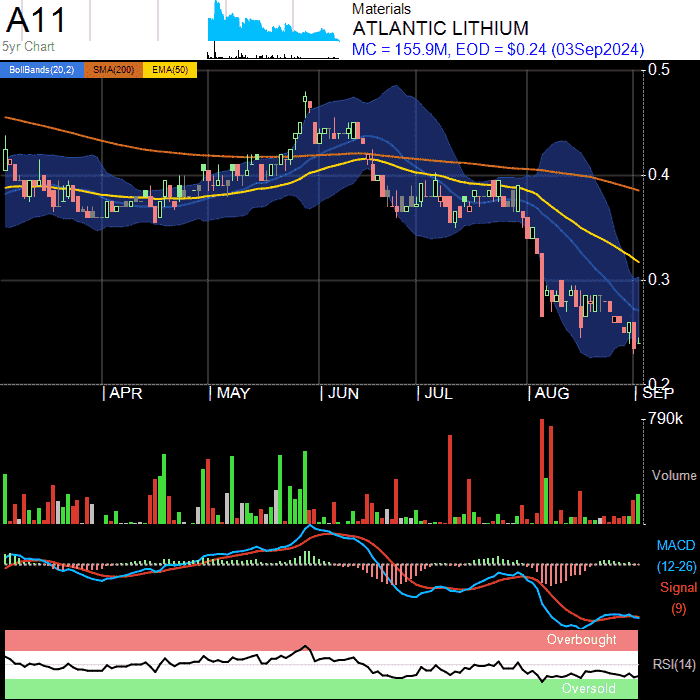 A11
5yr Chart
Materials
ATLANTIC LITHIUM
MC = 155.9M, EOD = $0.24 (03Sep2024)
BollBands(20,2) SMA(200) EMA(50)
0.5
0.4
0.3
0.2
APR MAY JUN JUL AUG SEP
790k
Volume
MACD
(12-26)
Signal
(9)
Overbought
RSI(14)
Oversold